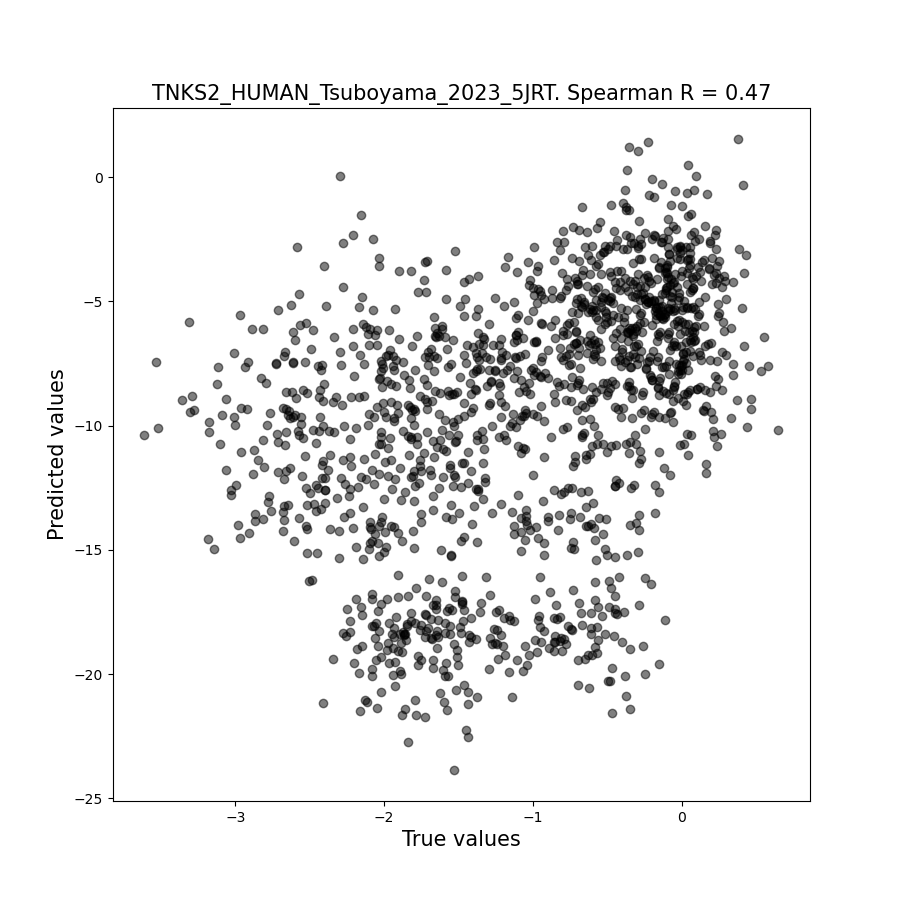 TNKS2_HUMAN_Tsuboyama_2023_5JRT. Spearman R = 0.47
0
−5
−10
−15
−20
−25
Predicted values
−3 −2 −1 0
True values